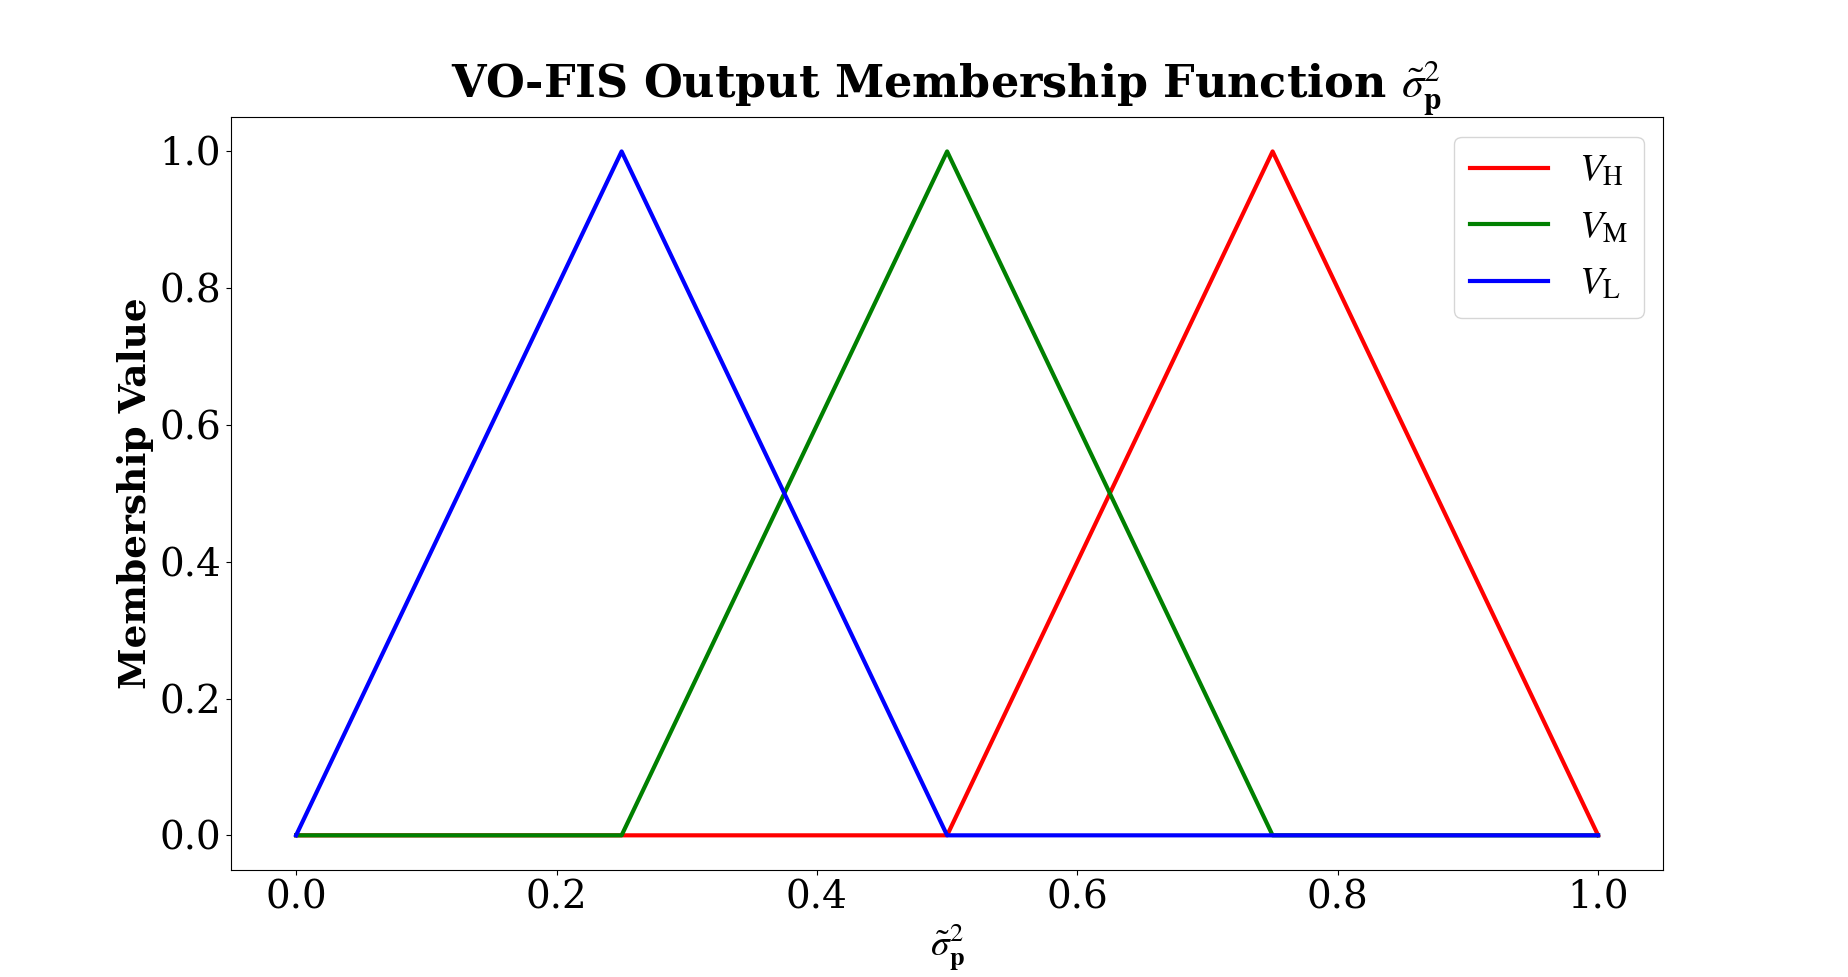 VO-FIS Output Membership Function σ̃²ₚ
1.0
0.8
0.6
0.4
0.2
0.0
Membership Value
V_H
V_M
V_L
0.0 0.2 0.4 0.6 0.8 1.0
σ̃²ₚ